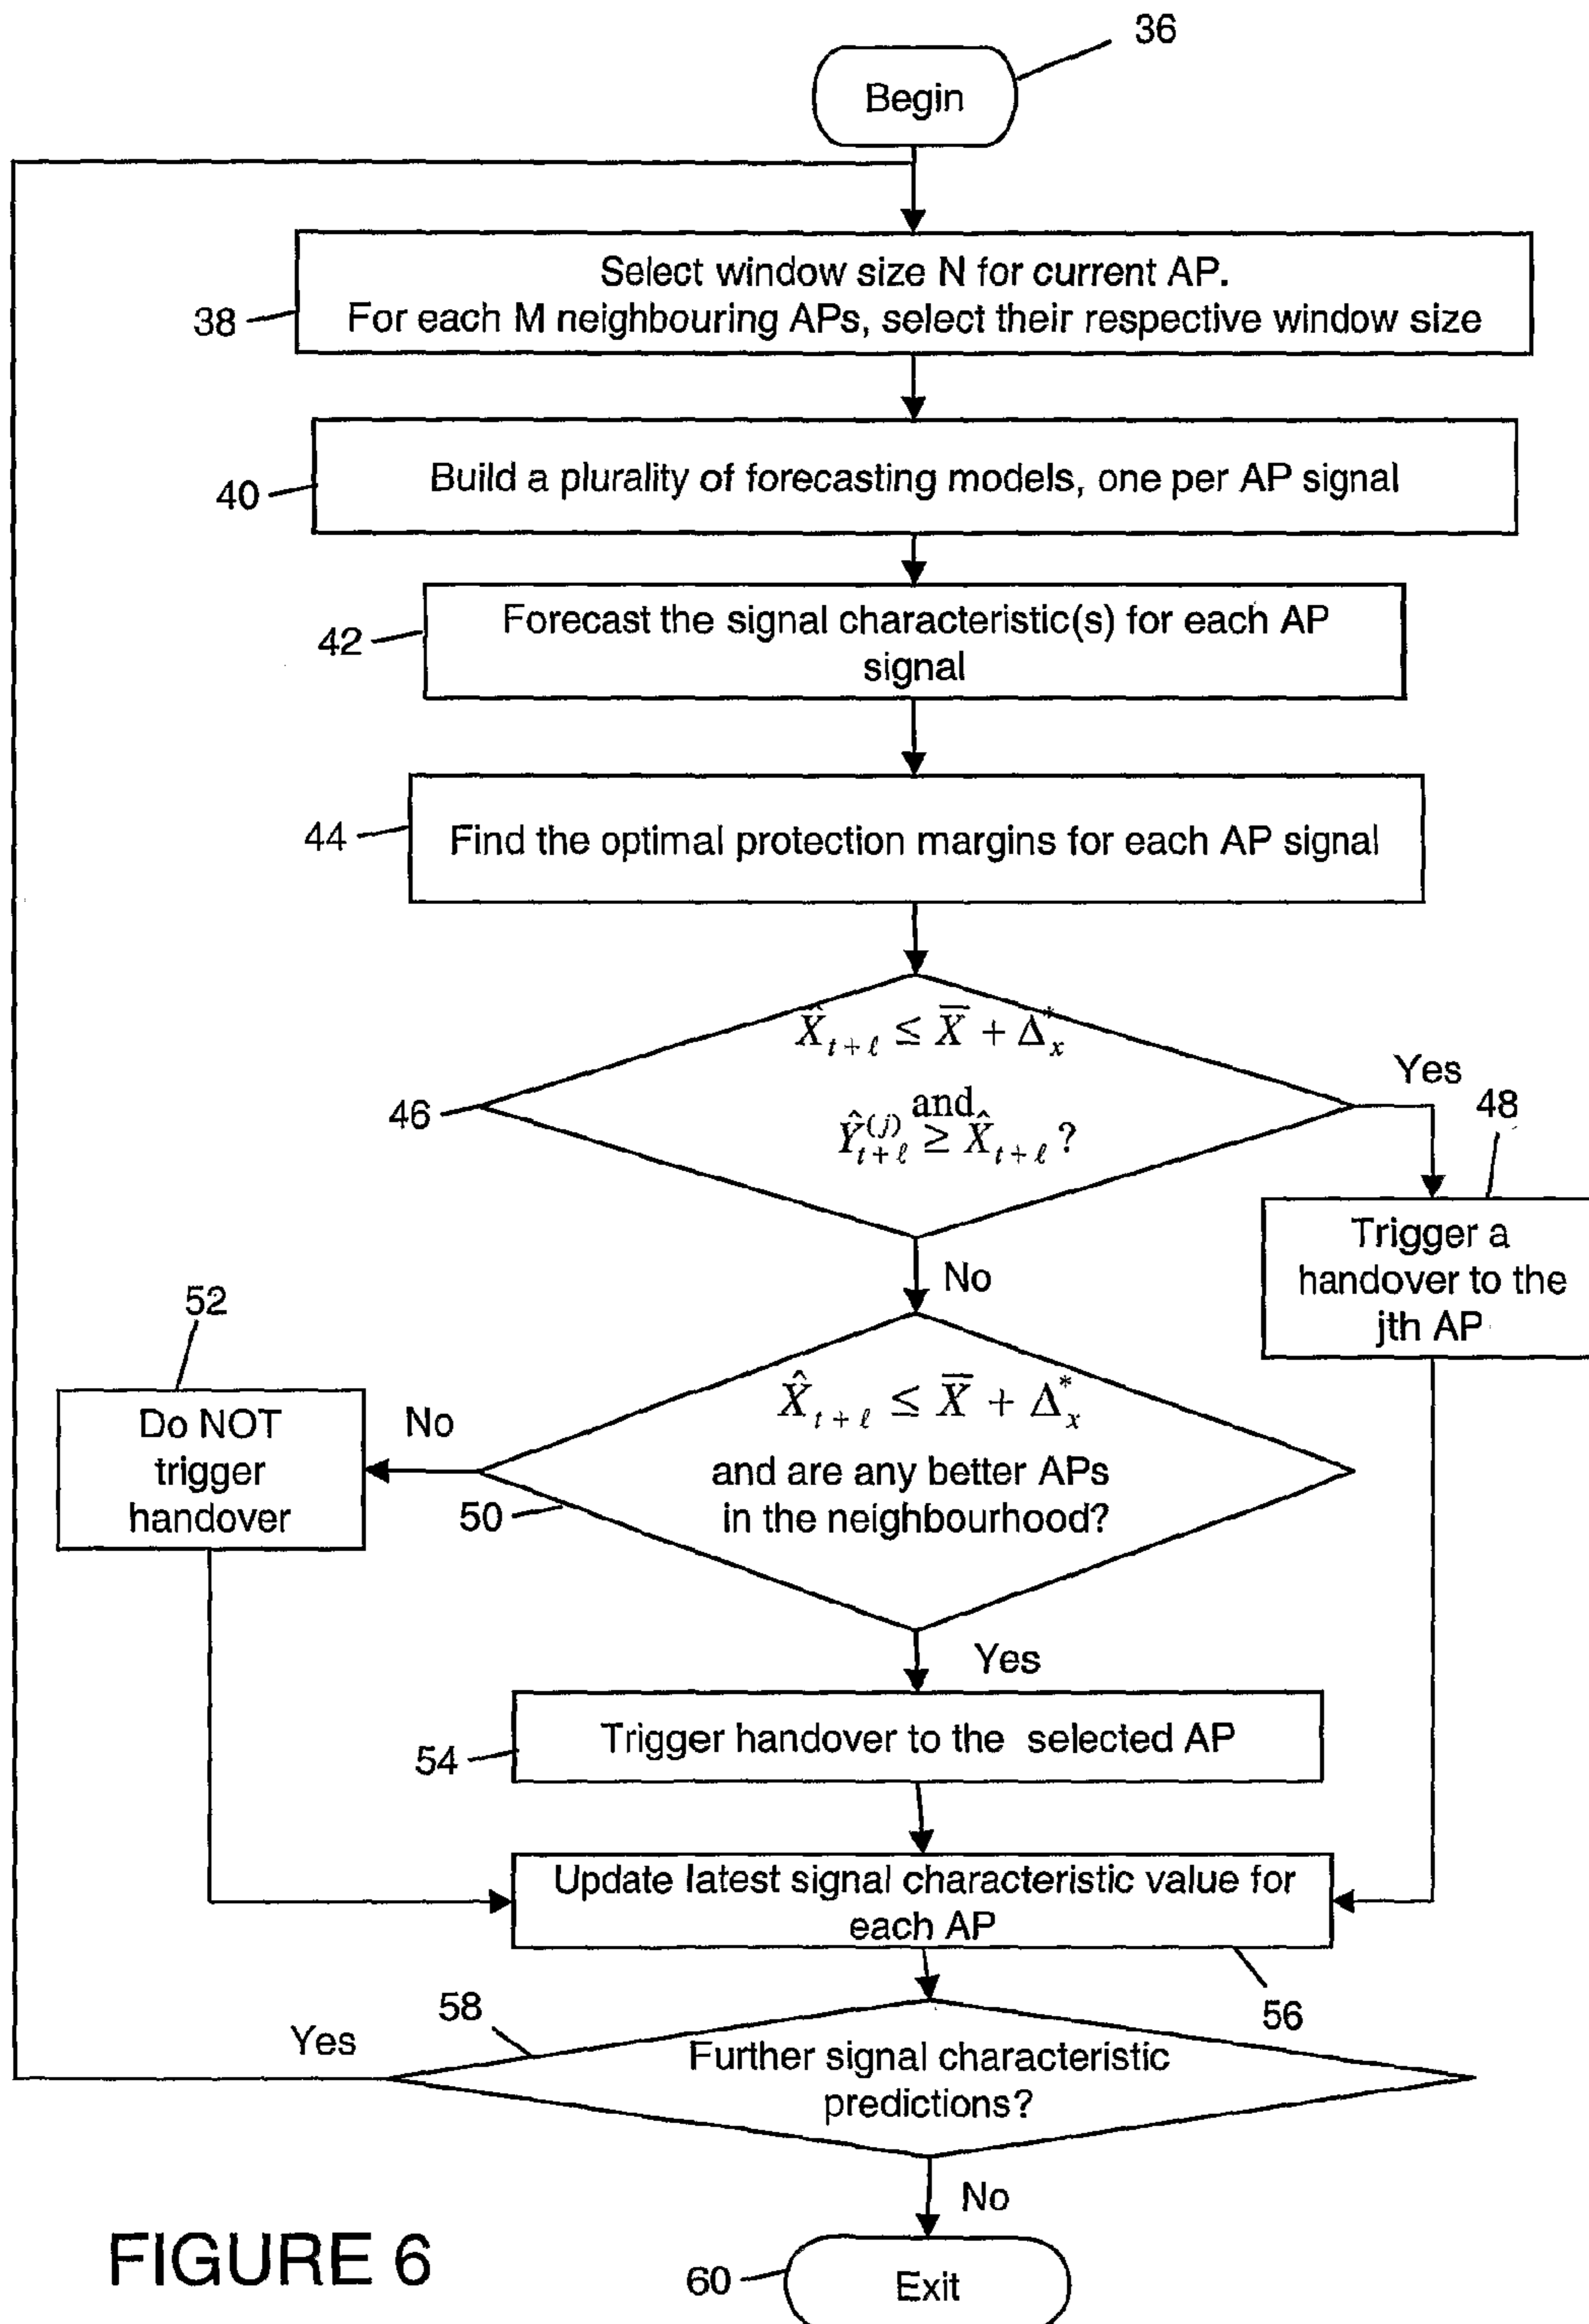 36
Begin
Select window size N for current AP.
For each M neighbouring APs, select their respective window size
38
Build a plurality of forecasting models, one per AP signal
40
Forecast the signal characteristic(s) for each AP
signal
42
Find the optimal protection margins for each AP signal
44
X̂_{t+ℓ} ≤ X̄ + Δ*_x
and
Ŷ^{(j)}_{t+ℓ} ≥ X̂_{t+ℓ} ?
46
Yes
48
Trigger a
handover to the
jth AP
No
52
Do NOT
trigger
handover
No
X̂_{t+ℓ} ≤ X̄ + Δ*_x
and are any better APs
in the neighbourhood?
50
Yes
Trigger handover to the selected AP
54
Update latest signal characteristic value for
each AP
56
58
Yes
Further signal characteristic
predictions?
No
60
Exit
FIGURE 6